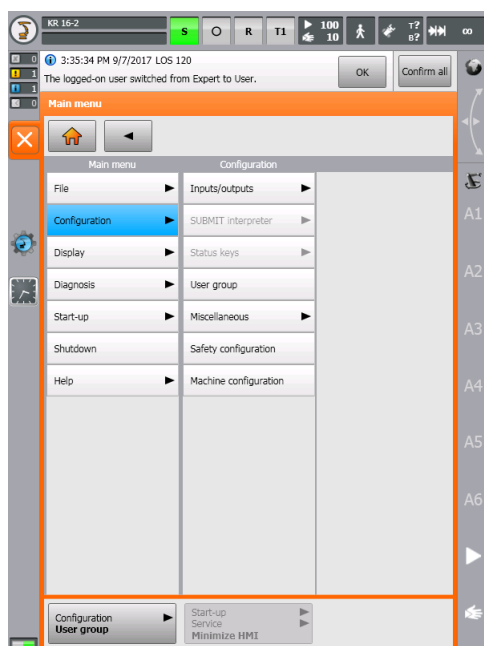 KR 16-2
S
O
R
T1
100
10
T?
B?
∞
0
1
1
0
3:35:34 PM 9/7/2017 LOS 120
The logged-on user switched from Expert to User.
OK
Confirm all
Main menu
Main menu
Configuration
File
Inputs/outputs
Configuration
SUBMIT interpreter
Display
Status keys
Diagnosis
User group
Start-up
Miscellaneous
Shutdown
Safety configuration
Help
Machine configuration
A1
A2
A3
A4
A5
A6
Configuration
User group
Start-up
Service
Minimize HMI